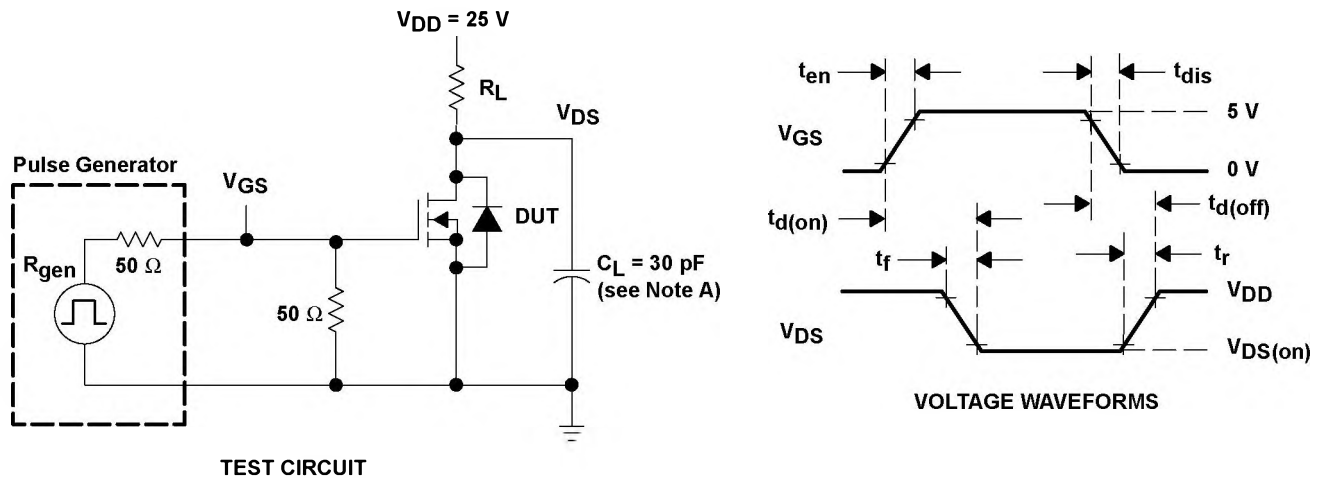 VDD = 25 V
RL
VDS
Pulse Generator
VGS
DUT
Rgen
50 Ω
50 Ω
CL = 30 pF
(see Note A)
TEST CIRCUIT
ten
tdis
VGS
5 V
0 V
td(on)
td(off)
tf
tr
VDS
VDD
VDS(on)
VOLTAGE WAVEFORMS